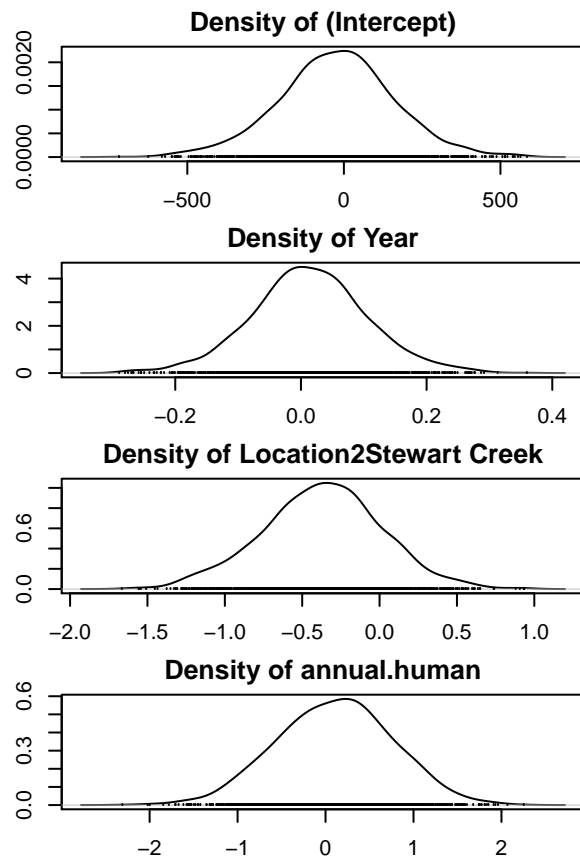 Density of (Intercept)
0.0020
0.0000
−500 0 500
Density of Year
4
2
0
−0.2 0.0 0.2 0.4
Density of Location2Stewart Creek
0.6
0.0
−2.0 −1.5 −1.0 −0.5 0.0 0.5 1.0
Density of annual.human
0.6
0.3
0.0
−2 −1 0 1 2